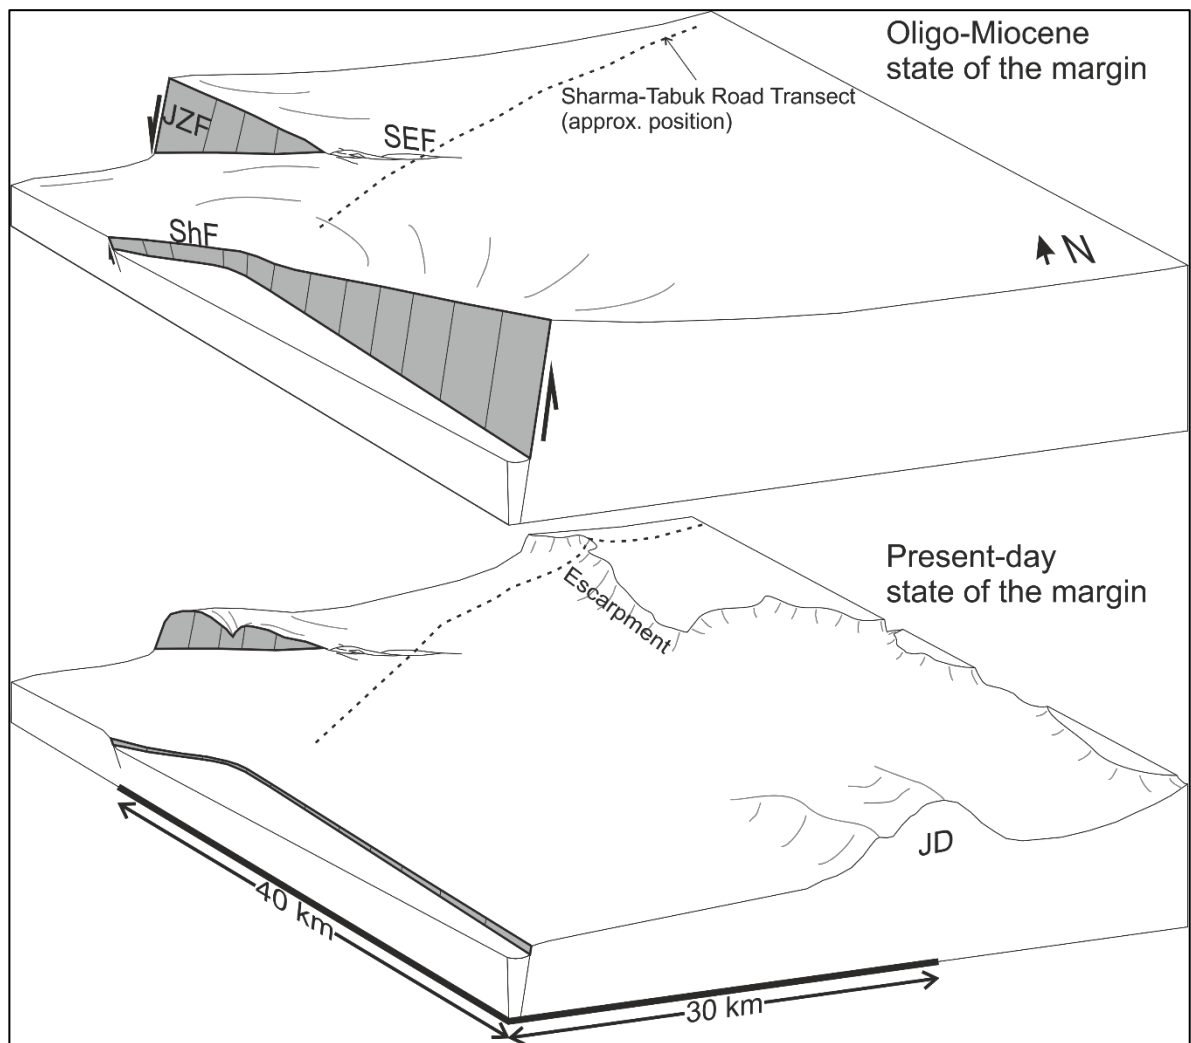 Oligo-Miocene
state of the margin
Sharma-Tabuk Road Transect
(approx. position)
JZF
SEF
ShF
N
Present-day
state of the margin
Escarpment
JD
40 km
30 km